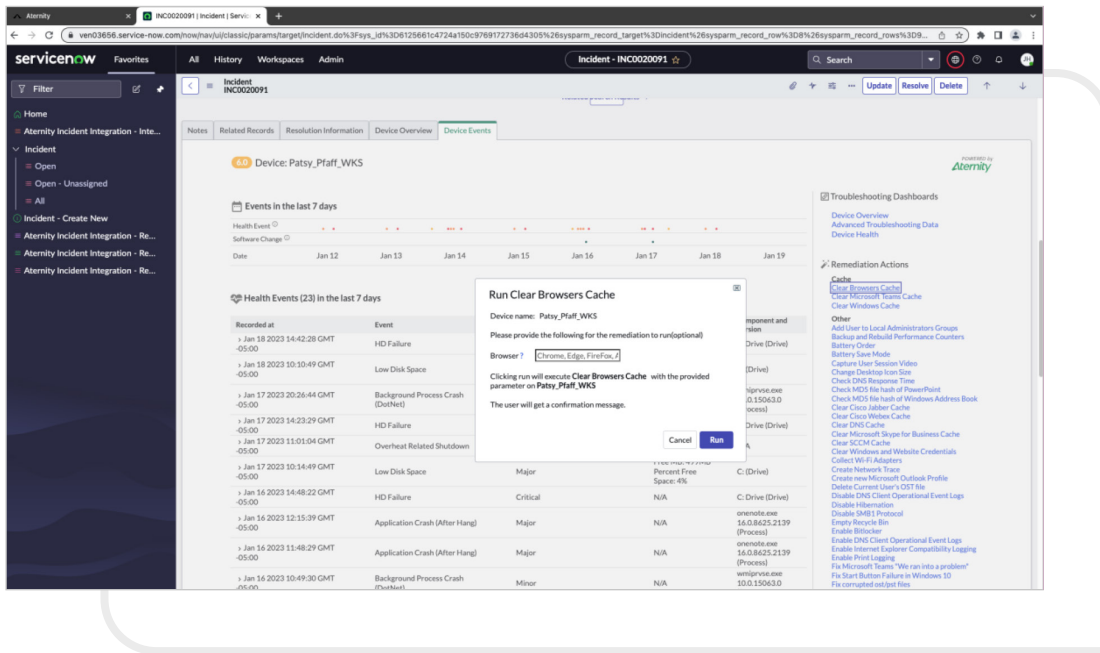 Aternity
INC0020091 | Incident | Servic
ven03656.service-now.com/now/nav/ui/classic/params/target/incident.do%3Fsys_id%3D6125661c4724a150c9769172736d4305%26sysparm_record_target%3Dincident%26sysparm_record_row%3D8%26sysparm_record_rows%3D9...
servicenow
Favorites
All
History
Workspaces
Admin
Incident - INC0020091
Search
JH
Filter
Home
Aternity Incident Integration - Inte...
Incident
Open
Open - Unassigned
All
Incident - Create New
Aternity Incident Integration - Re...
Aternity Incident Integration - Re...
Aternity Incident Integration - Re...
Incident
INC0020091
Update
Resolve
Delete
Notes
Related Records
Resolution Information
Device Overview
Device Events
6.0 Device: Patsy_Pfaff_WKS
POWERED by
Aternity
Events in the last 7 days
Health Event
Software Change
Date Jan 12 Jan 13 Jan 14 Jan 15 Jan 16 Jan 17 Jan 18 Jan 19
Health Events (23) in the last 7 days
Recorded at Event
› Jan 18 2023 14:42:28 GMT
-05:00
HD Failure
Drive (Drive)
› Jan 18 2023 10:10:49 GMT
-05:00
Low Disk Space
(Drive)
› Jan 17 2023 20:26:44 GMT
-05:00
Background Process Crash
(DotNet)
› Jan 17 2023 14:23:29 GMT
-05:00
HD Failure
Drive (Drive)
› Jan 17 2023 11:01:04 GMT
-05:00
Overheat Related Shutdown
› Jan 17 2023 10:14:49 GMT
-05:00
Low Disk Space
Major
Percent Free
Space: 4%
C: (Drive)
› Jan 16 2023 14:48:22 GMT
-05:00
HD Failure
Critical
N/A
C: Drive (Drive)
› Jan 16 2023 12:15:39 GMT
-05:00
Application Crash (After Hang)
Major
N/A
onenote.exe
16.0.8625.2139
(Process)
› Jan 16 2023 11:48:29 GMT
-05:00
Application Crash (After Hang)
Major
N/A
onenote.exe
16.0.8625.2139
(Process)
› Jan 16 2023 10:49:30 GMT
-05:00
Background Process Crash
(DotNet)
Minor
N/A
wmiprvse.exe
10.0.15063.0
Run Clear Browsers Cache
Device name: Patsy_Pfaff_WKS
Please provide the following for the remediation to run(optional)
Browser ? Chrome, Edge, FireFox, A
Clicking run will execute Clear Browsers Cache with the provided
parameter on Patsy_Pfaff_WKS
The user will get a confirmation message.
Cancel
Run
Troubleshooting Dashboards
Device Overview
Advanced Troubleshooting Data
Device Health
Remediation Actions
Cache
Clear Browsers Cache
Clear Microsoft Teams Cache
Clear Windows Cache
Other
Add User to Local Administrators Groups
Backup and Rebuild Performance Counters
Battery Order
Battery Save Mode
Capture User Session Video
Change Desktop Icon Size
Check DNS Response Time
Check MD5 file hash of PowerPoint
Check MD5 file hash of Windows Address Book
Clear Cisco Jabber Cache
Clear Cisco Webex Cache
Clear DNS Cache
Clear Microsoft Skype for Business Cache
Clear SCCM Cache
Clear Windows and Website Credentials
Collect Wi-Fi Adapters
Create Network Trace
Create new Microsoft Outlook Profile
Delete Current User's OST file
Disable DNS Client Operational Event Logs
Disable Hibernation
Disable SMB1 Protocol
Empty Recycle Bin
Enable Bitlocker
Enable DNS Client Operational Event Logs
Enable Internet Explorer Compatibility Logging
Enable Print Logging
Fix Microsoft Teams "We ran into a problem"
Fix Start Button Failure in Windows 10
Fix corrupted ost/pst files